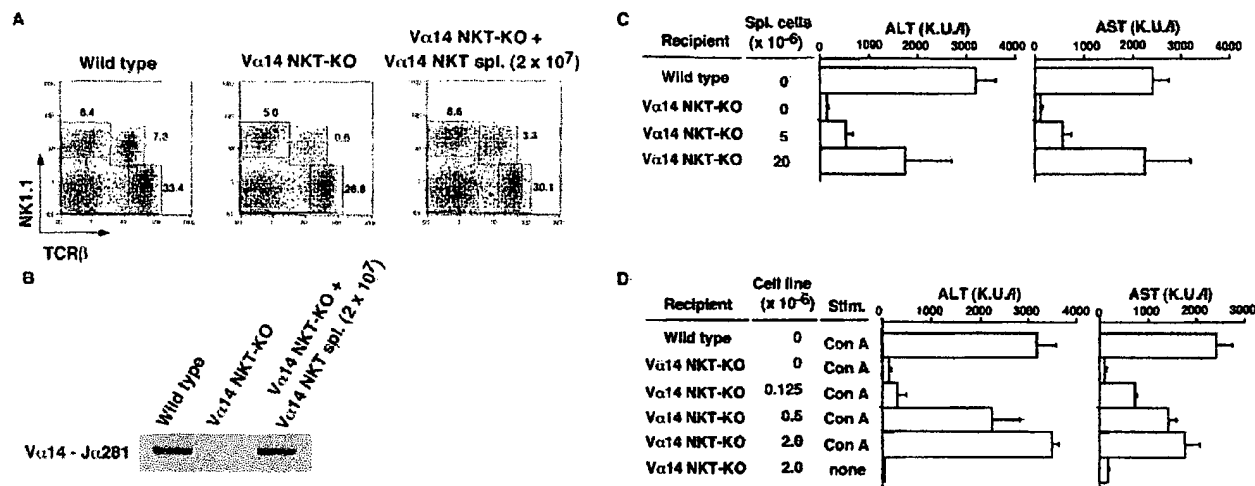 A
Wild type
Vα14 NKT-KO
Vα14 NKT-KO +
Vα14 NKT spl. (2 x 10⁷)
8.4
7.3
33.4
5.0
26.8
8.6
3.3
30.1
NK1.1
TCRβ
B
Wild type
Vα14 NKT-KO
Vα14 NKT-KO +
Vα14 NKT spl. (2 x 10⁷)
Vα14 - Jα281
C
Recipient
Spl. cells
(x 10⁻⁶)
ALT (K.U./l)
0 1000 2000 3000 4000
AST (K.U./l)
0 1000 2000 3000 4000
Wild type 0
Vα14 NKT-KO 0
Vα14 NKT-KO 5
Vα14 NKT-KO 20
D
Recipient
Cell line
(x 10⁻⁶)
Stim.
ALT (K.U./l)
0 1000 2000 3000 4000
AST (K.U./l)
0 1000 2000 3000
Wild type 0 Con A
Vα14 NKT-KO 0 Con A
Vα14 NKT-KO 0.125 Con A
Vα14 NKT-KO 0.5 Con A
Vα14 NKT-KO 2.0 Con A
Vα14 NKT-KO 2.0 none